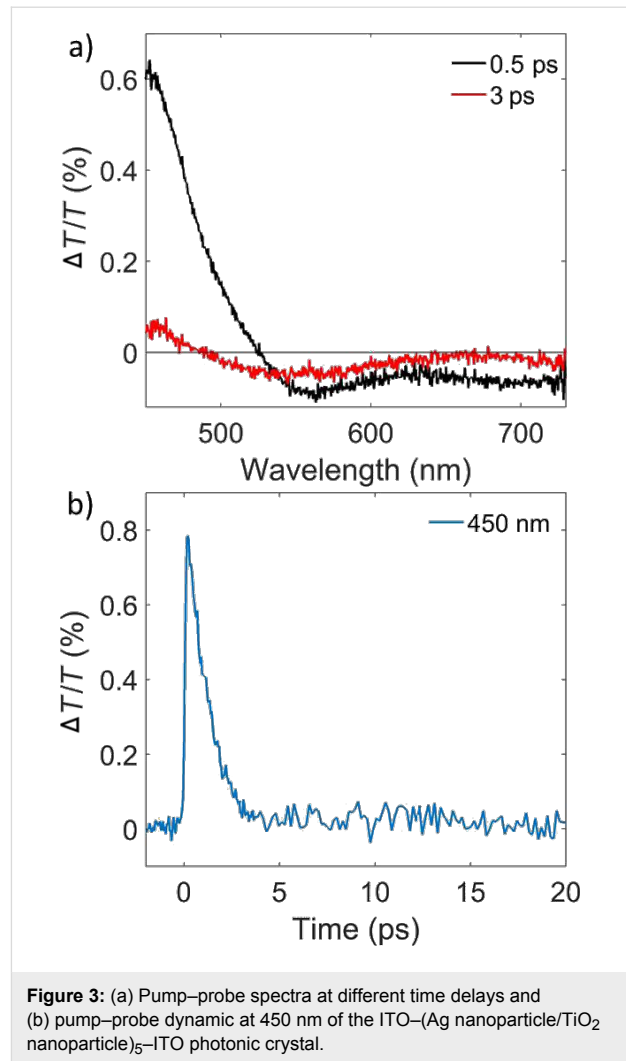 a)
0.5 ps
3 ps
0.6
0.4
0.2
0
ΔT/T (%)
500
600
700
Wavelength (nm)
b)
450 nm
0.8
0.6
0.4
0.2
0
ΔT/T (%)
0
5
10
15
20
Time (ps)
Figure 3: (a) Pump–probe spectra at different time delays and
(b) pump–probe dynamic at 450 nm of the ITO–(Ag nanoparticle/TiO2
nanoparticle)5–ITO photonic crystal.